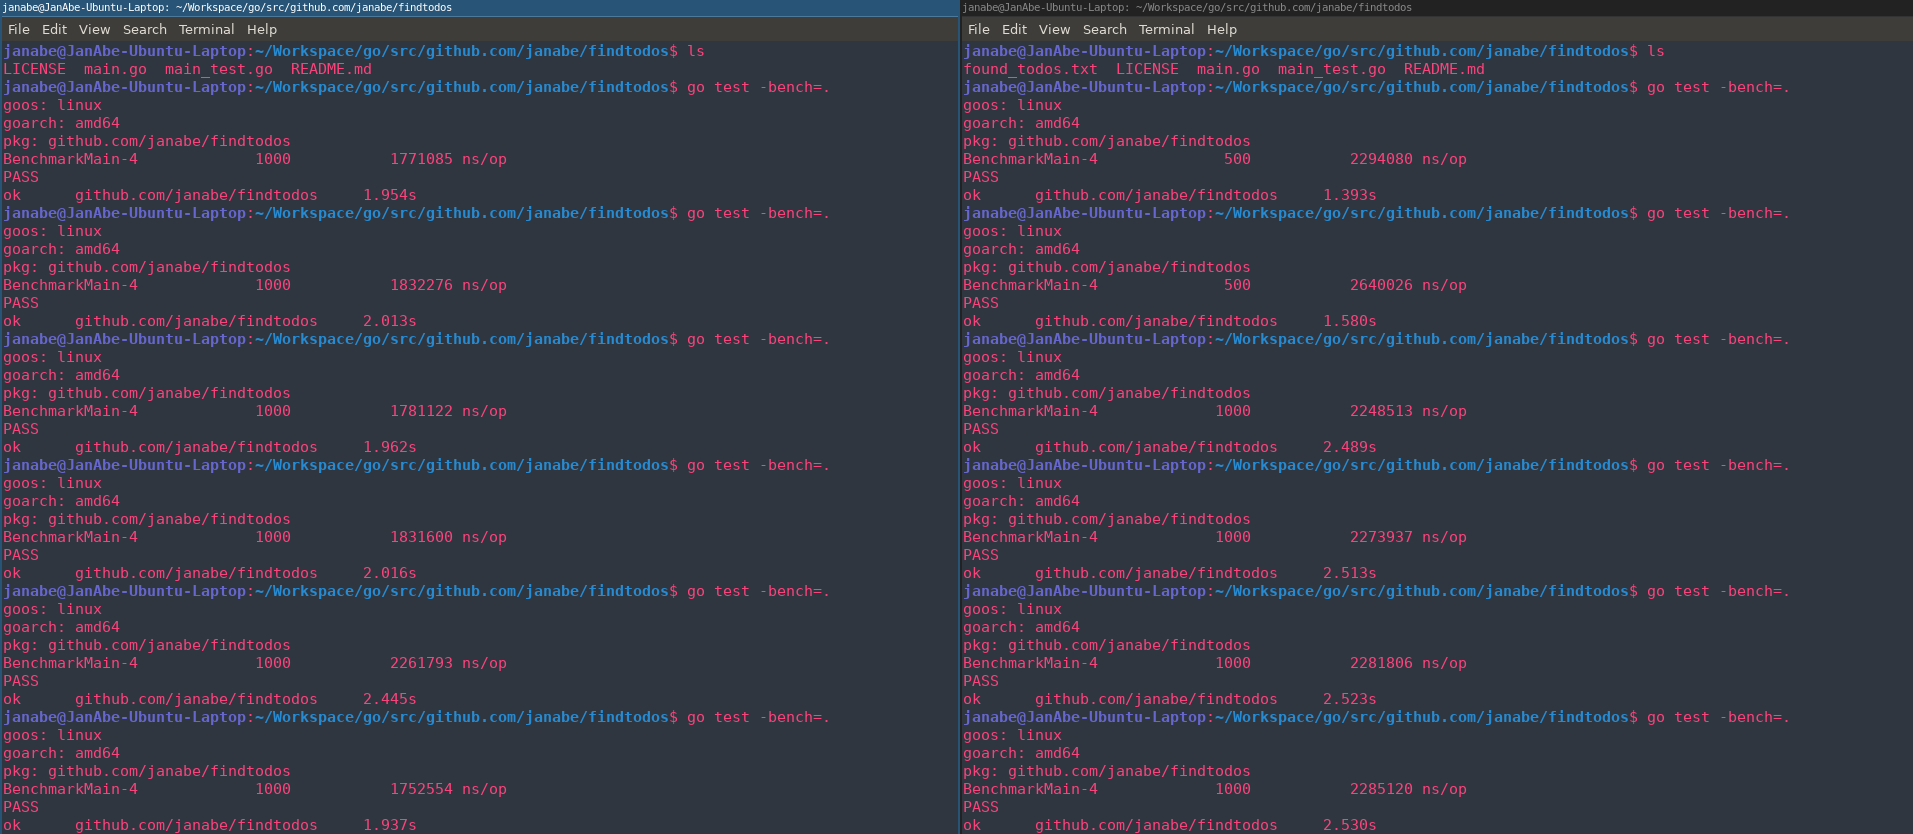 janabe@JanAbe-Ubuntu-Laptop: ~/Workspace/go/src/github.com/janabe/findtodos
File Edit View Search Terminal Help
janabe@JanAbe-Ubuntu-Laptop:~/Workspace/go/src/github.com/janabe/findtodos$ ls
LICENSE  main.go  main_test.go  README.md
janabe@JanAbe-Ubuntu-Laptop:~/Workspace/go/src/github.com/janabe/findtodos$ go test -bench=.
goos: linux
goarch: amd64
pkg: github.com/janabe/findtodos
BenchmarkMain-4             1000           1771085 ns/op
PASS
ok      github.com/janabe/findtodos     1.954s
janabe@JanAbe-Ubuntu-Laptop:~/Workspace/go/src/github.com/janabe/findtodos$ go test -bench=.
goos: linux
goarch: amd64
pkg: github.com/janabe/findtodos
BenchmarkMain-4             1000           1832276 ns/op
PASS
ok      github.com/janabe/findtodos     2.013s
janabe@JanAbe-Ubuntu-Laptop:~/Workspace/go/src/github.com/janabe/findtodos$ go test -bench=.
goos: linux
goarch: amd64
pkg: github.com/janabe/findtodos
BenchmarkMain-4             1000           1781122 ns/op
PASS
ok      github.com/janabe/findtodos     1.962s
janabe@JanAbe-Ubuntu-Laptop:~/Workspace/go/src/github.com/janabe/findtodos$ go test -bench=.
goos: linux
goarch: amd64
pkg: github.com/janabe/findtodos
BenchmarkMain-4             1000           1831600 ns/op
PASS
ok      github.com/janabe/findtodos     2.016s
janabe@JanAbe-Ubuntu-Laptop:~/Workspace/go/src/github.com/janabe/findtodos$ go test -bench=.
goos: linux
goarch: amd64
pkg: github.com/janabe/findtodos
BenchmarkMain-4             1000           2261793 ns/op
PASS
ok      github.com/janabe/findtodos     2.445s
janabe@JanAbe-Ubuntu-Laptop:~/Workspace/go/src/github.com/janabe/findtodos$ go test -bench=.
goos: linux
goarch: amd64
pkg: github.com/janabe/findtodos
BenchmarkMain-4             1000           1752554 ns/op
PASS
ok      github.com/janabe/findtodos     1.937s
janabe@JanAbe-Ubuntu-Laptop: ~/Workspace/go/src/github.com/janabe/findtodos
File Edit View Search Terminal Help
janabe@JanAbe-Ubuntu-Laptop:~/Workspace/go/src/github.com/janabe/findtodos$ ls
found_todos.txt  LICENSE  main.go  main_test.go  README.md
janabe@JanAbe-Ubuntu-Laptop:~/Workspace/go/src/github.com/janabe/findtodos$ go test -bench=.
goos: linux
goarch: amd64
pkg: github.com/janabe/findtodos
BenchmarkMain-4              500           2294080 ns/op
PASS
ok      github.com/janabe/findtodos     1.393s
janabe@JanAbe-Ubuntu-Laptop:~/Workspace/go/src/github.com/janabe/findtodos$ go test -bench=.
goos: linux
goarch: amd64
pkg: github.com/janabe/findtodos
BenchmarkMain-4              500           2640026 ns/op
PASS
ok      github.com/janabe/findtodos     1.580s
janabe@JanAbe-Ubuntu-Laptop:~/Workspace/go/src/github.com/janabe/findtodos$ go test -bench=.
goos: linux
goarch: amd64
pkg: github.com/janabe/findtodos
BenchmarkMain-4             1000           2248513 ns/op
PASS
ok      github.com/janabe/findtodos     2.489s
janabe@JanAbe-Ubuntu-Laptop:~/Workspace/go/src/github.com/janabe/findtodos$ go test -bench=.
goos: linux
goarch: amd64
pkg: github.com/janabe/findtodos
BenchmarkMain-4             1000           2273937 ns/op
PASS
ok      github.com/janabe/findtodos     2.513s
janabe@JanAbe-Ubuntu-Laptop:~/Workspace/go/src/github.com/janabe/findtodos$ go test -bench=.
goos: linux
goarch: amd64
pkg: github.com/janabe/findtodos
BenchmarkMain-4             1000           2281806 ns/op
PASS
ok      github.com/janabe/findtodos     2.523s
janabe@JanAbe-Ubuntu-Laptop:~/Workspace/go/src/github.com/janabe/findtodos$ go test -bench=.
goos: linux
goarch: amd64
pkg: github.com/janabe/findtodos
BenchmarkMain-4             1000           2285120 ns/op
PASS
ok      github.com/janabe/findtodos     2.530s